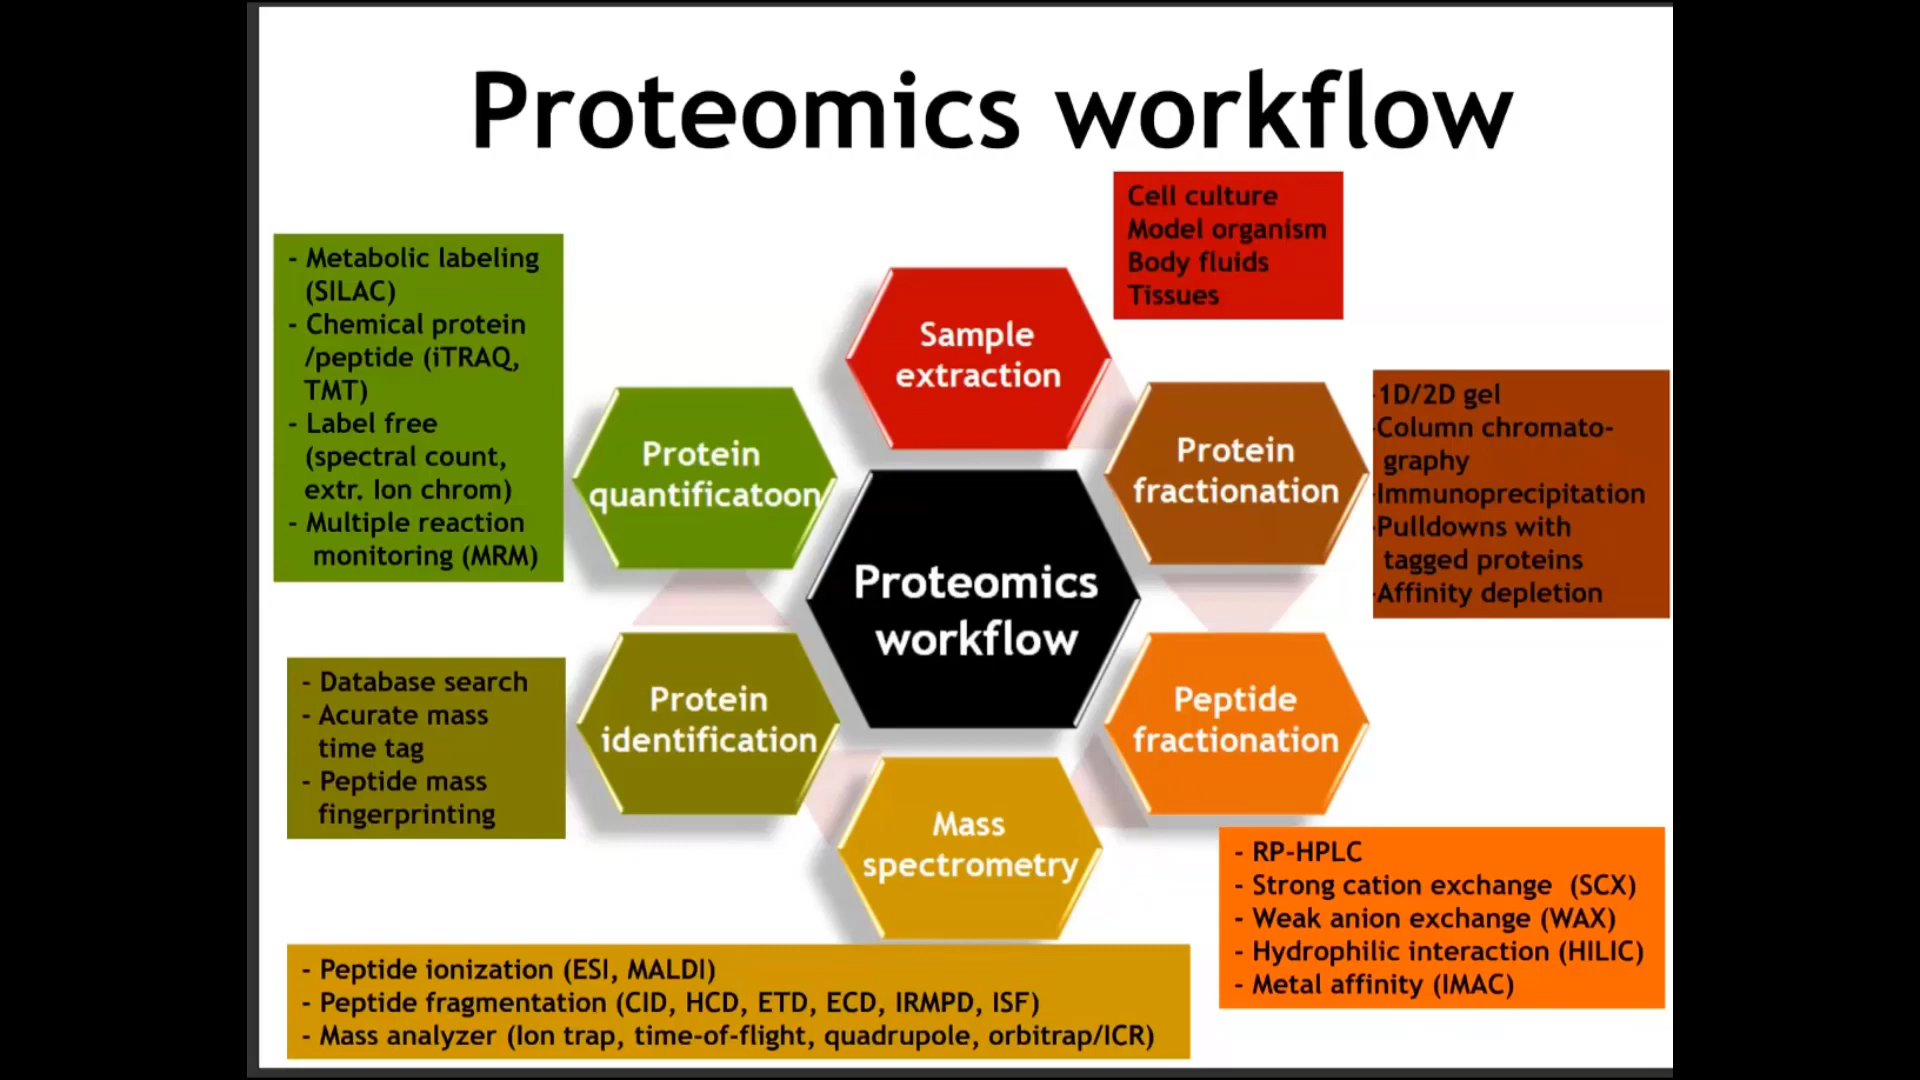 Proteomics workflow
Cell culture
Model organism
Body fluids
Tissues
- Metabolic labeling
(SILAC)
- Chemical protein
/peptide (iTRAQ,
TMT)
- Label free
(spectral count,
extr. Ion chrom)
- Multiple reaction
monitoring (MRM)
Sample
extraction
Protein
quantificatoon
Protein
fractionation
-1D/2D gel
-Column chromato-
graphy
-Immunoprecipitation
-Pulldowns with
tagged proteins
-Affinity depletion
Proteomics
workflow
- Database search
- Acurate mass
time tag
- Peptide mass
fingerprinting
Protein
identification
Peptide
fractionation
Mass
spectrometry
- RP-HPLC
- Strong cation exchange (SCX)
- Weak anion exchange (WAX)
- Hydrophilic interaction (HILIC)
- Metal affinity (IMAC)
- Peptide ionization (ESI, MALDI)
- Peptide fragmentation (CID, HCD, ETD, ECD, IRMPD, ISF)
- Mass analyzer (Ion trap, time-of-flight, quadrupole, orbitrap/ICR)